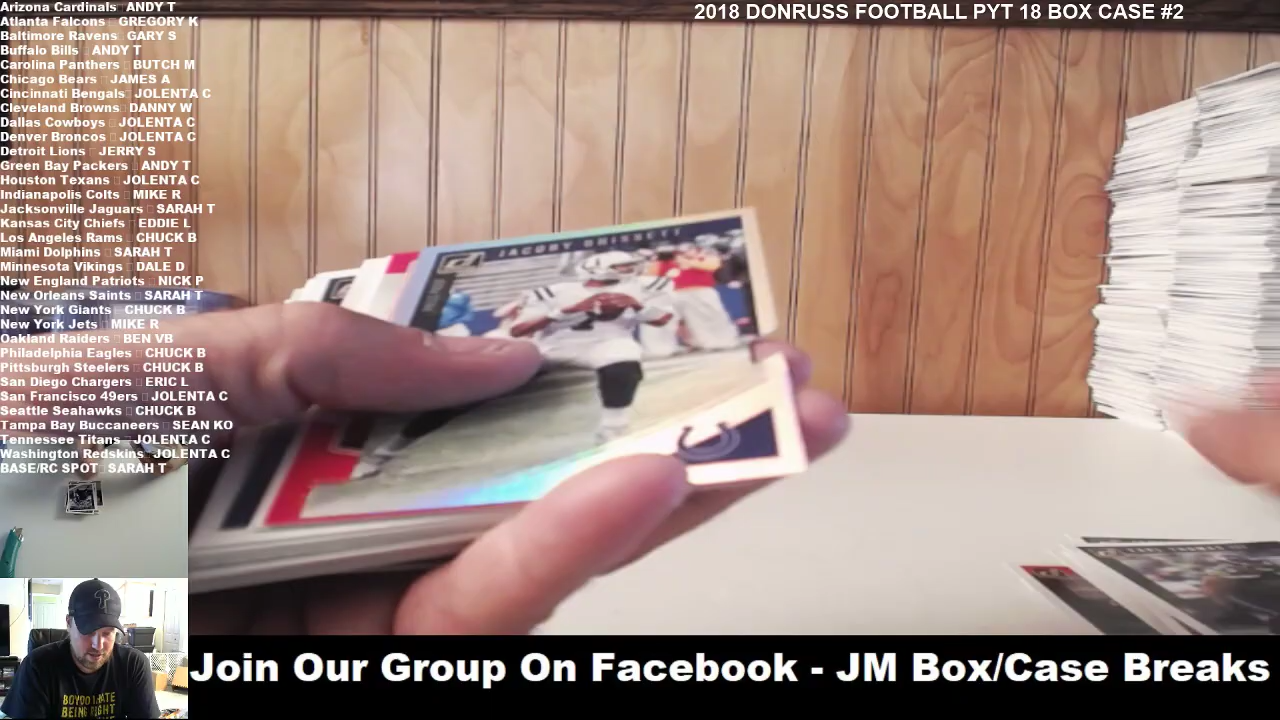 Arizona Cardinals ANDY T
Atlanta Falcons GREGORY K
Baltimore Ravens GARY S
Buffalo Bills ANDY T
Carolina Panthers BUTCH M
Chicago Bears JAMES A
Cincinnati Bengals JOLENTA C
Cleveland Browns DANNY W
Dallas Cowboys JOLENTA C
Denver Broncos JOLENTA C
Detroit Lions JERRY S
Green Bay Packers ANDY T
Houston Texans JOLENTA C
Indianapolis Colts MIKE R
Jacksonville Jaguars SARAH T
Kansas City Chiefs EDDIE L
Los Angeles Rams CHUCK B
Miami Dolphins SARAH T
Minnesota Vikings DALE D
New England Patriots NICK P
New Orleans Saints SARAH T
New York Giants CHUCK B
New York Jets MIKE R
Oakland Raiders BEN VB
Philadelphia Eagles CHUCK B
Pittsburgh Steelers CHUCK B
San Diego Chargers ERIC L
San Francisco 49ers JOLENTA C
Seattle Seahawks CHUCK B
Tampa Bay Buccaneers SEAN KO
Tennessee Titans JOLENTA C
Washington Redskins JOLENTA C
BASE/RC SPOT SARAH T
2018 DONRUSS FOOTBALL PYT 18 BOX CASE #2
JACOBY BRISSETT
Join Our Group On Facebook - JM Box/Case Breaks